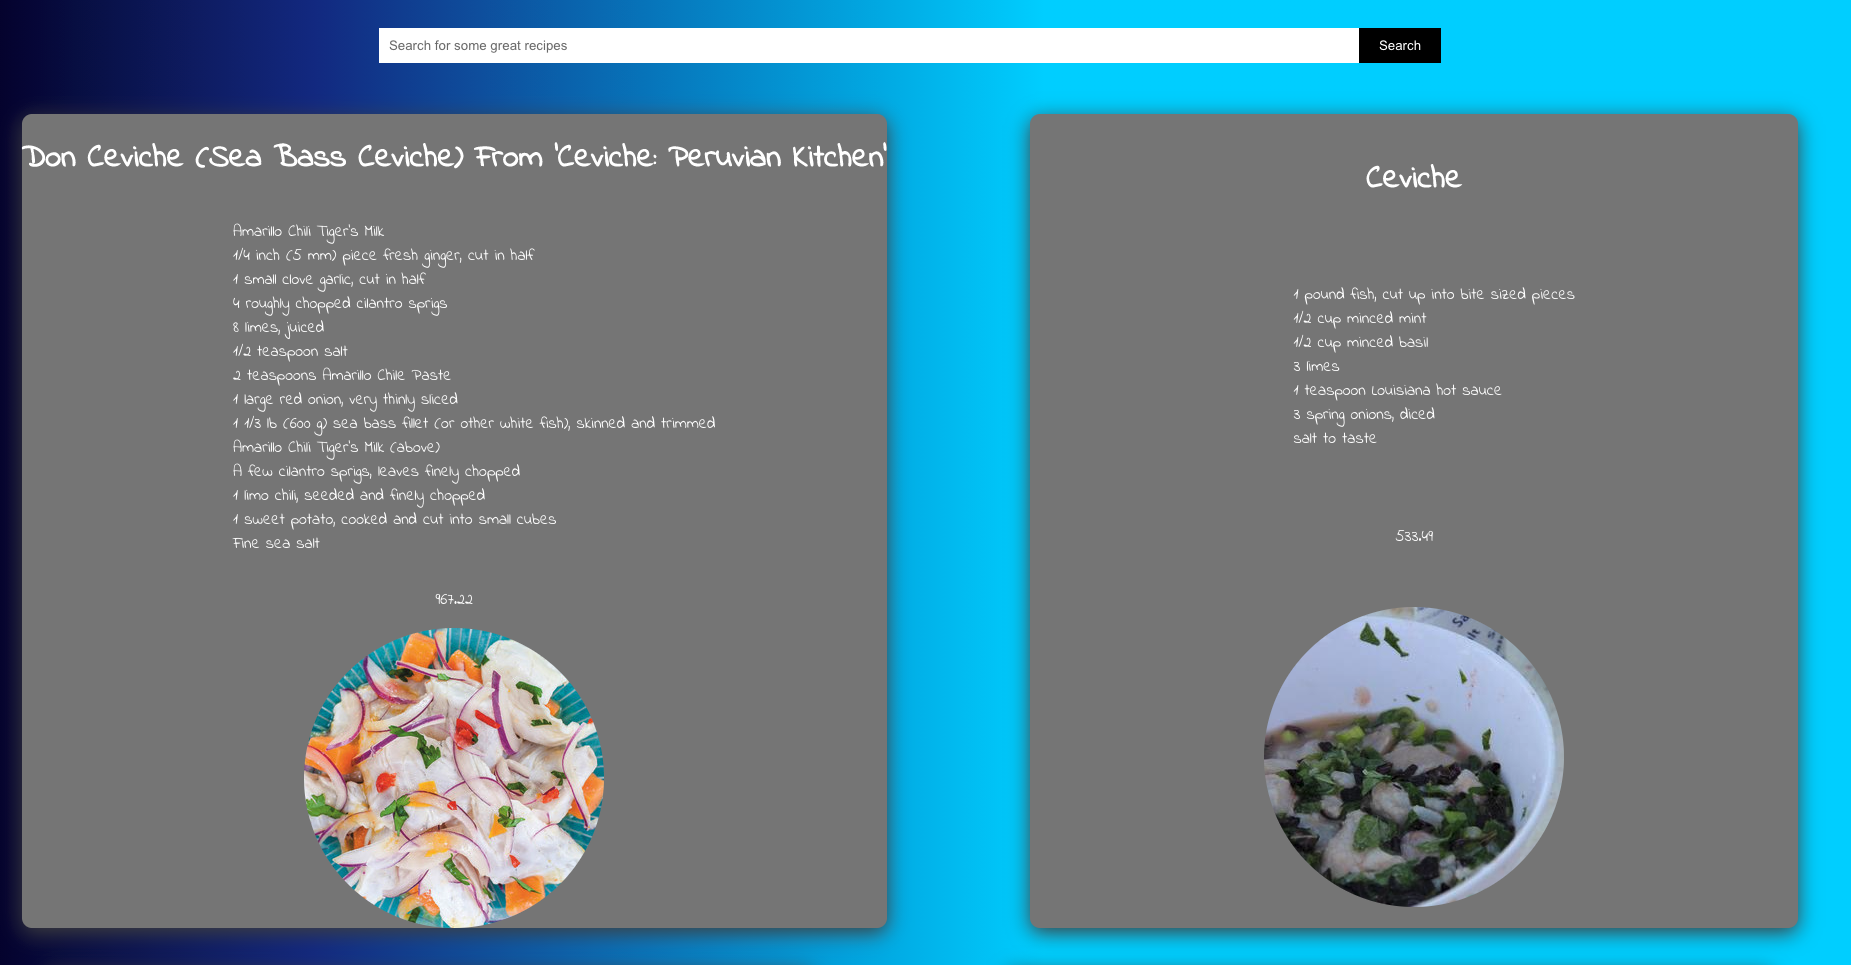 Search for some great recipes
Search
Don Ceviche (Sea Bass Ceviche) From 'Ceviche: Peruvian Kitchen'
Amarillo Chili Tiger's Milk
1/4 inch (5 mm) piece fresh ginger, cut in half
1 small clove garlic, cut in half
4 roughly chopped cilantro sprigs
8 limes, juiced
1/2 teaspoon salt
2 teaspoons Amarillo Chile Paste
1 large red onion, very thinly sliced
1 1/3 lb (600 g) sea bass fillet (or other white fish), skinned and trimmed
Amarillo Chili Tiger's Milk (above)
A few cilantro sprigs, leaves finely chopped
1 limo chili, seeded and finely chopped
1 sweet potato, cooked and cut into small cubes
Fine sea salt
967.22
Ceviche
1 pound fish, cut up into bite sized pieces
1/2 cup minced mint
1/2 cup minced basil
3 limes
1 teaspoon Louisiana hot sauce
3 spring onions, diced
salt to taste
533.49